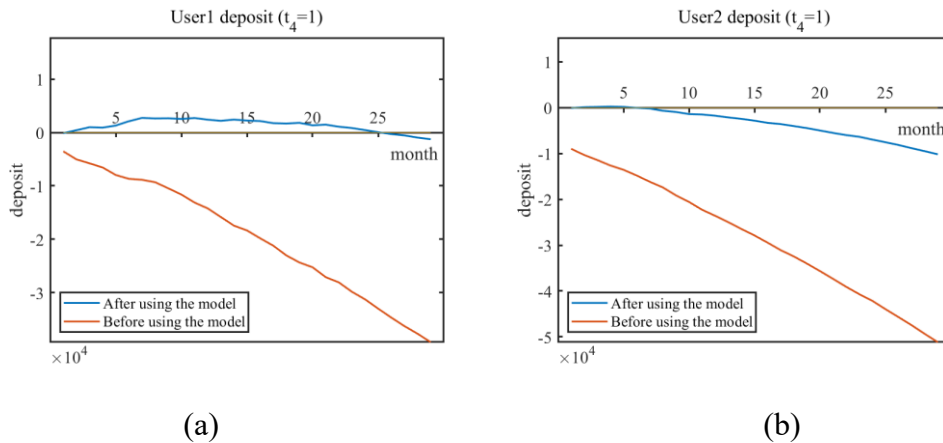 User1 deposit (t4=1)
1
0
-1
-2
-3
5
10
15
20
25
month
deposit
After using the model
Before using the model
×10^4
(a)
User2 deposit (t4=1)
1
0
-1
-2
-3
-4
-5
5
10
15
20
25
month
deposit
After using the model
Before using the model
×10^4
(b)